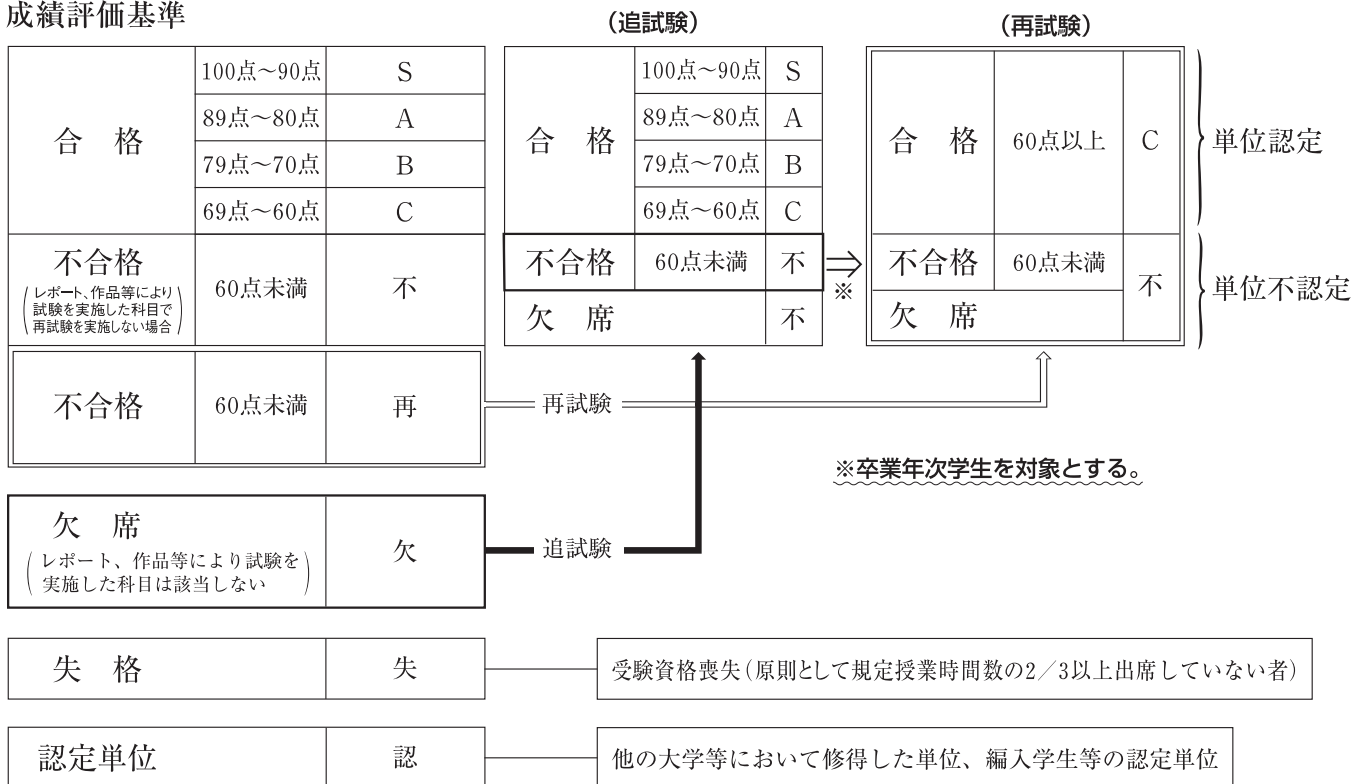 成績評価基準
合 格
100点～90点 S
89点～80点 A
79点～70点 B
69点～60点 C
不合格
(レポート、作品等により
試験を実施した科目で
再試験を実施しない場合)
60点未満 不
不合格 60点未満 再
欠 席
(レポート、作品等により試験を
実施した科目は該当しない)
欠
失 格 失
受験資格喪失(原則として規定授業時間数の2／3以上出席していない者)
認定単位 認
他の大学等において修得した単位、編入学生等の認定単位
再試験
追試験
(追試験)
合 格
100点～90点 S
89点～80点 A
79点～70点 B
69点～60点 C
不合格 60点未満 不
欠 席 不
※
(再試験)
合 格 60点以上 C
不合格 60点未満
欠 席
不
単位認定
単位不認定
※卒業年次学生を対象とする。